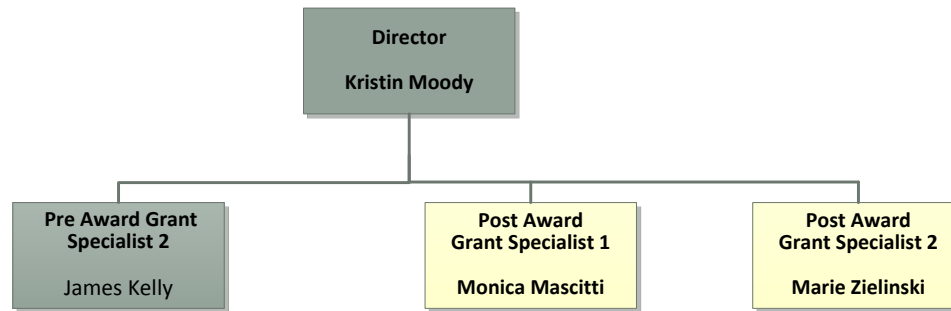 Director
Kristin Moody
Pre Award Grant
Specialist 2
James Kelly
Post Award
Grant Specialist 1
Monica Mascitti
Post Award
Grant Specialist 2
Marie Zielinski